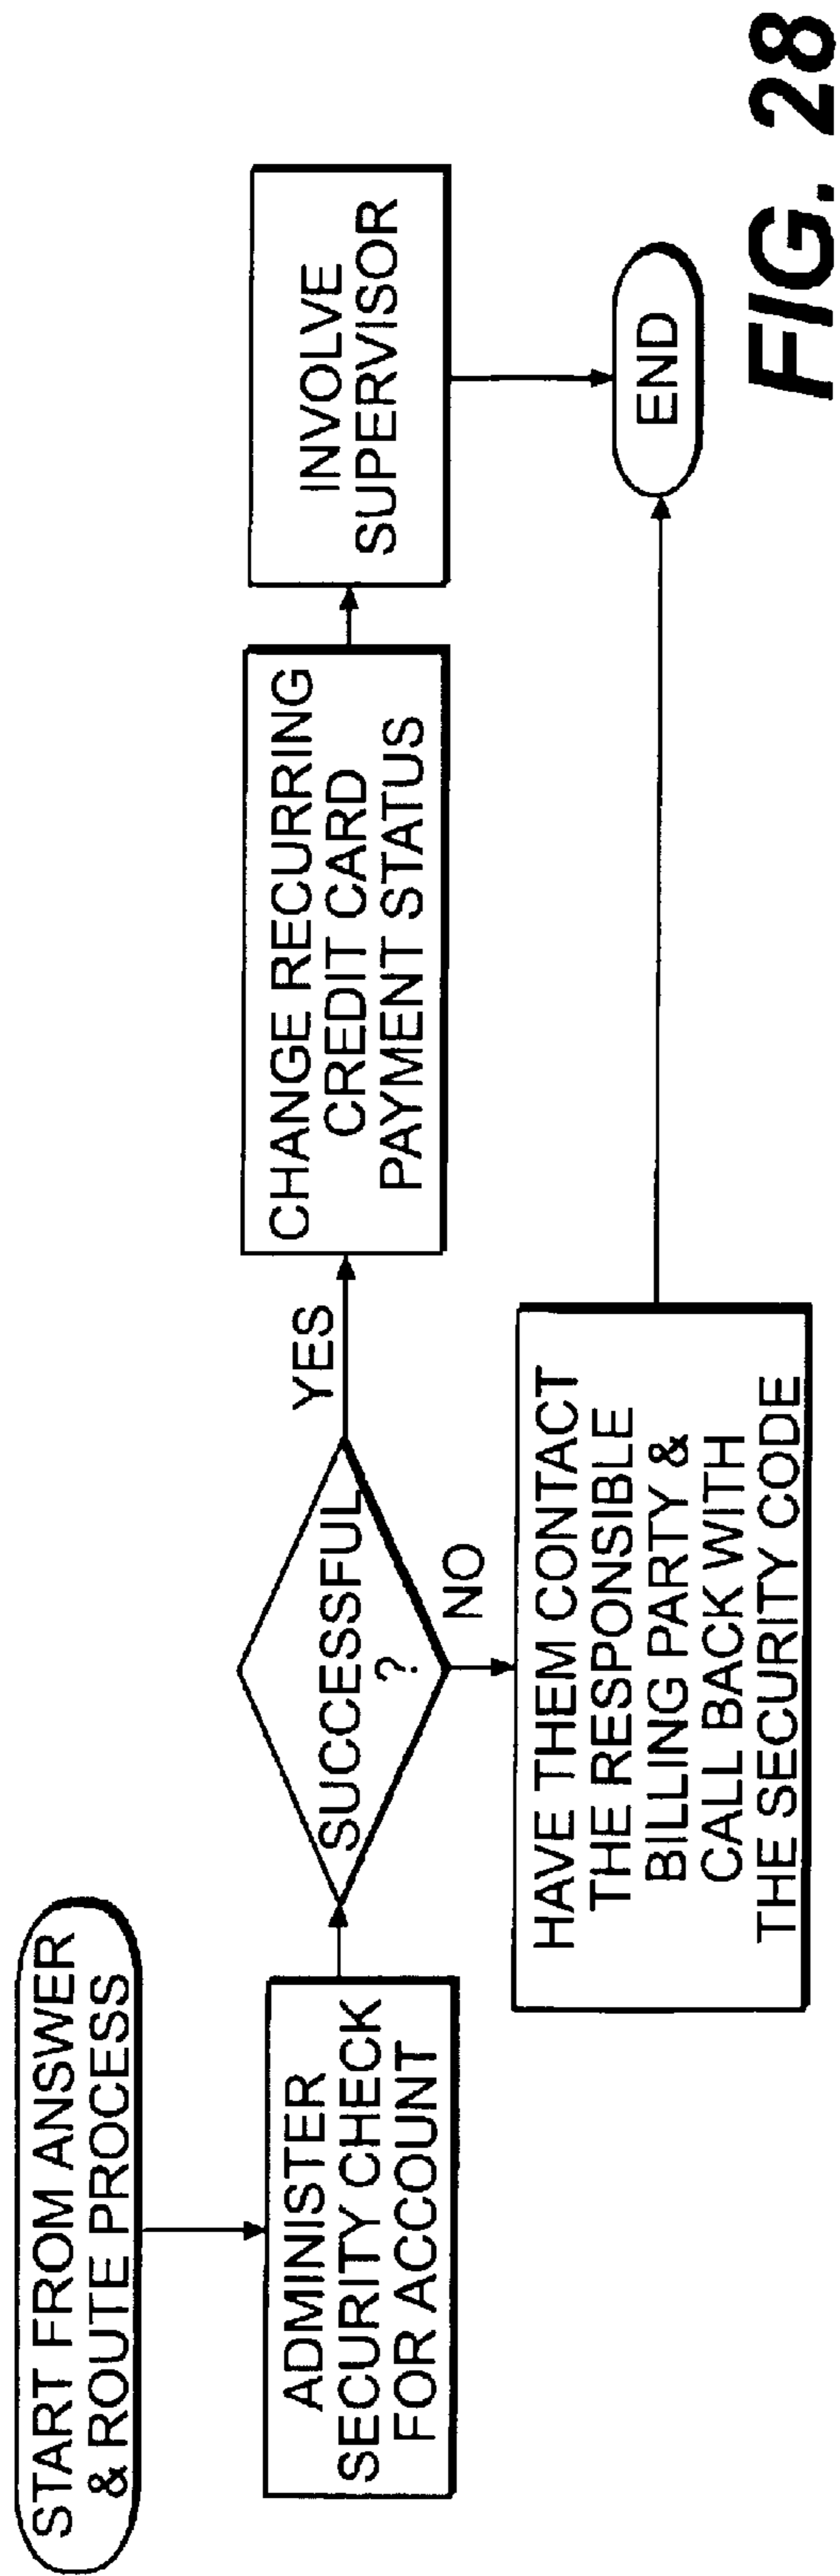 START FROM ANSWER
& ROUTE PROCESS
ADMINISTER
SECURITY CHECK
FOR ACCOUNT
SUCCESSFUL
?
YES
NO
CHANGE RECURRING
CREDIT CARD
PAYMENT STATUS
INVOLVE
SUPERVISOR
HAVE THEM CONTACT
THE RESPONSIBLE
BILLING PARTY &
CALL BACK WITH
THE SECURITY CODE
END
FIG. 28